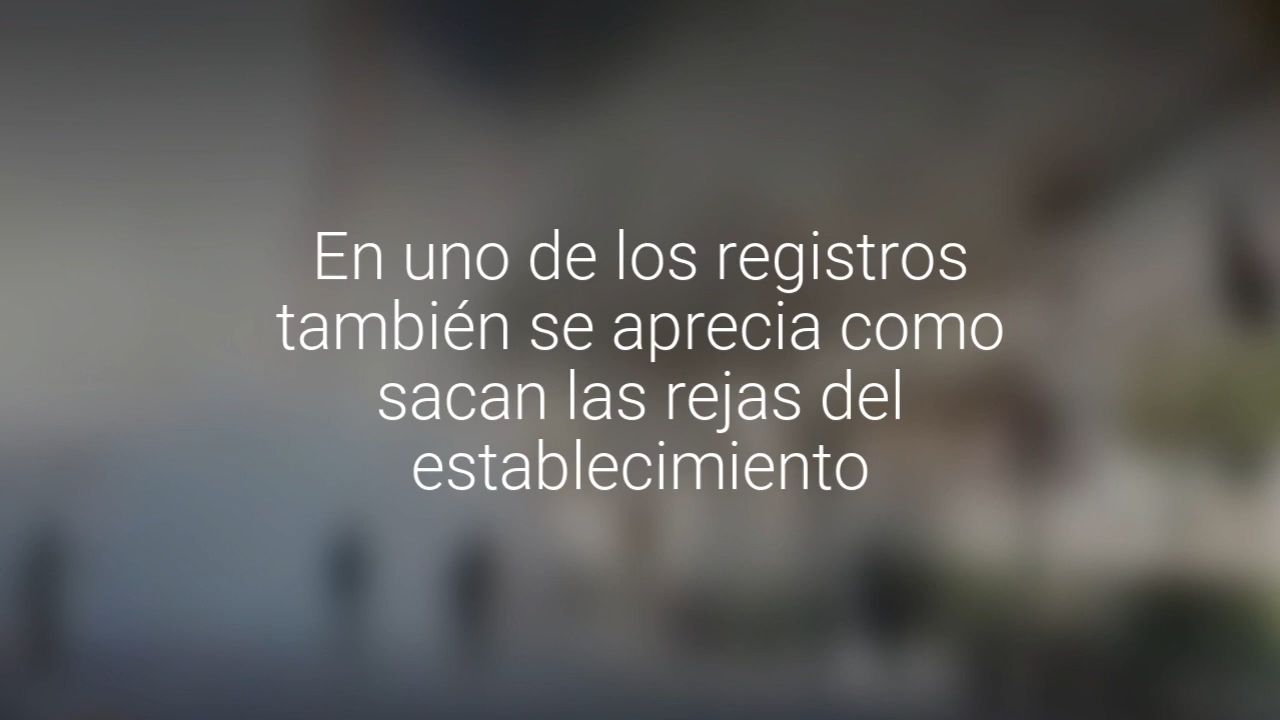 En uno de los registros
también se aprecia como
sacan las rejas del
establecimiento